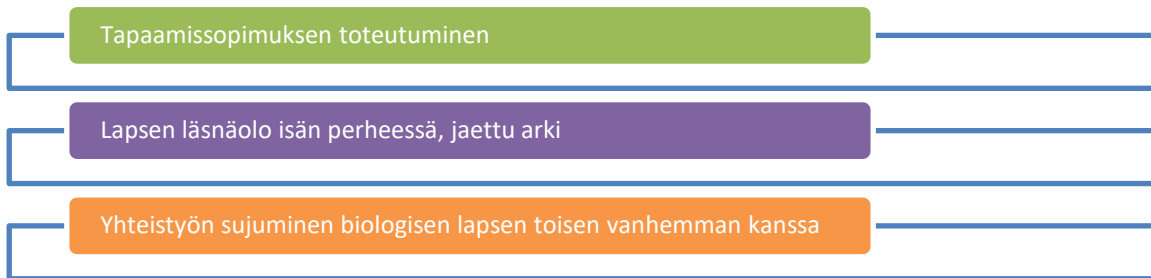 Tapaamissopimuksen toteutuminen
Lapsen läsnäolo isän perheessä, jaettu arki
Yhteistyön sujuminen biologisen lapsen toisen vanhemman kanssa